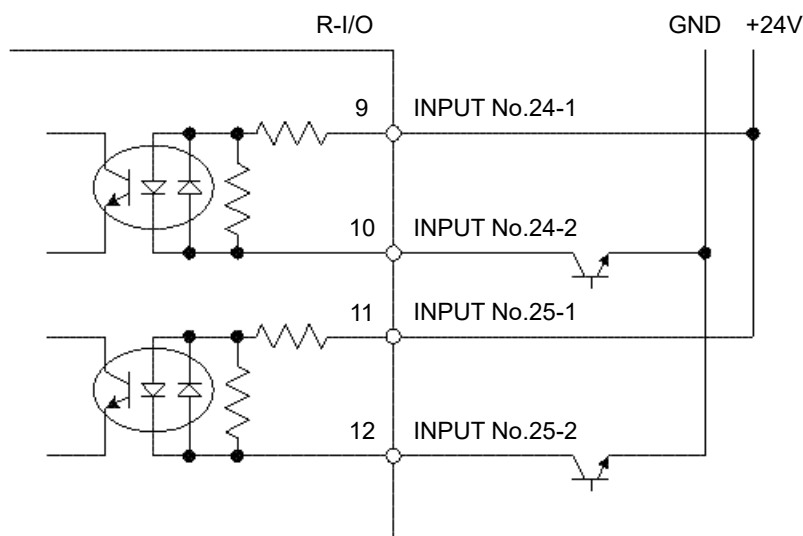 R-I/O GND +24V
9 INPUT No.24-1
10 INPUT No.24-2
11 INPUT No.25-1
12 INPUT No.25-2